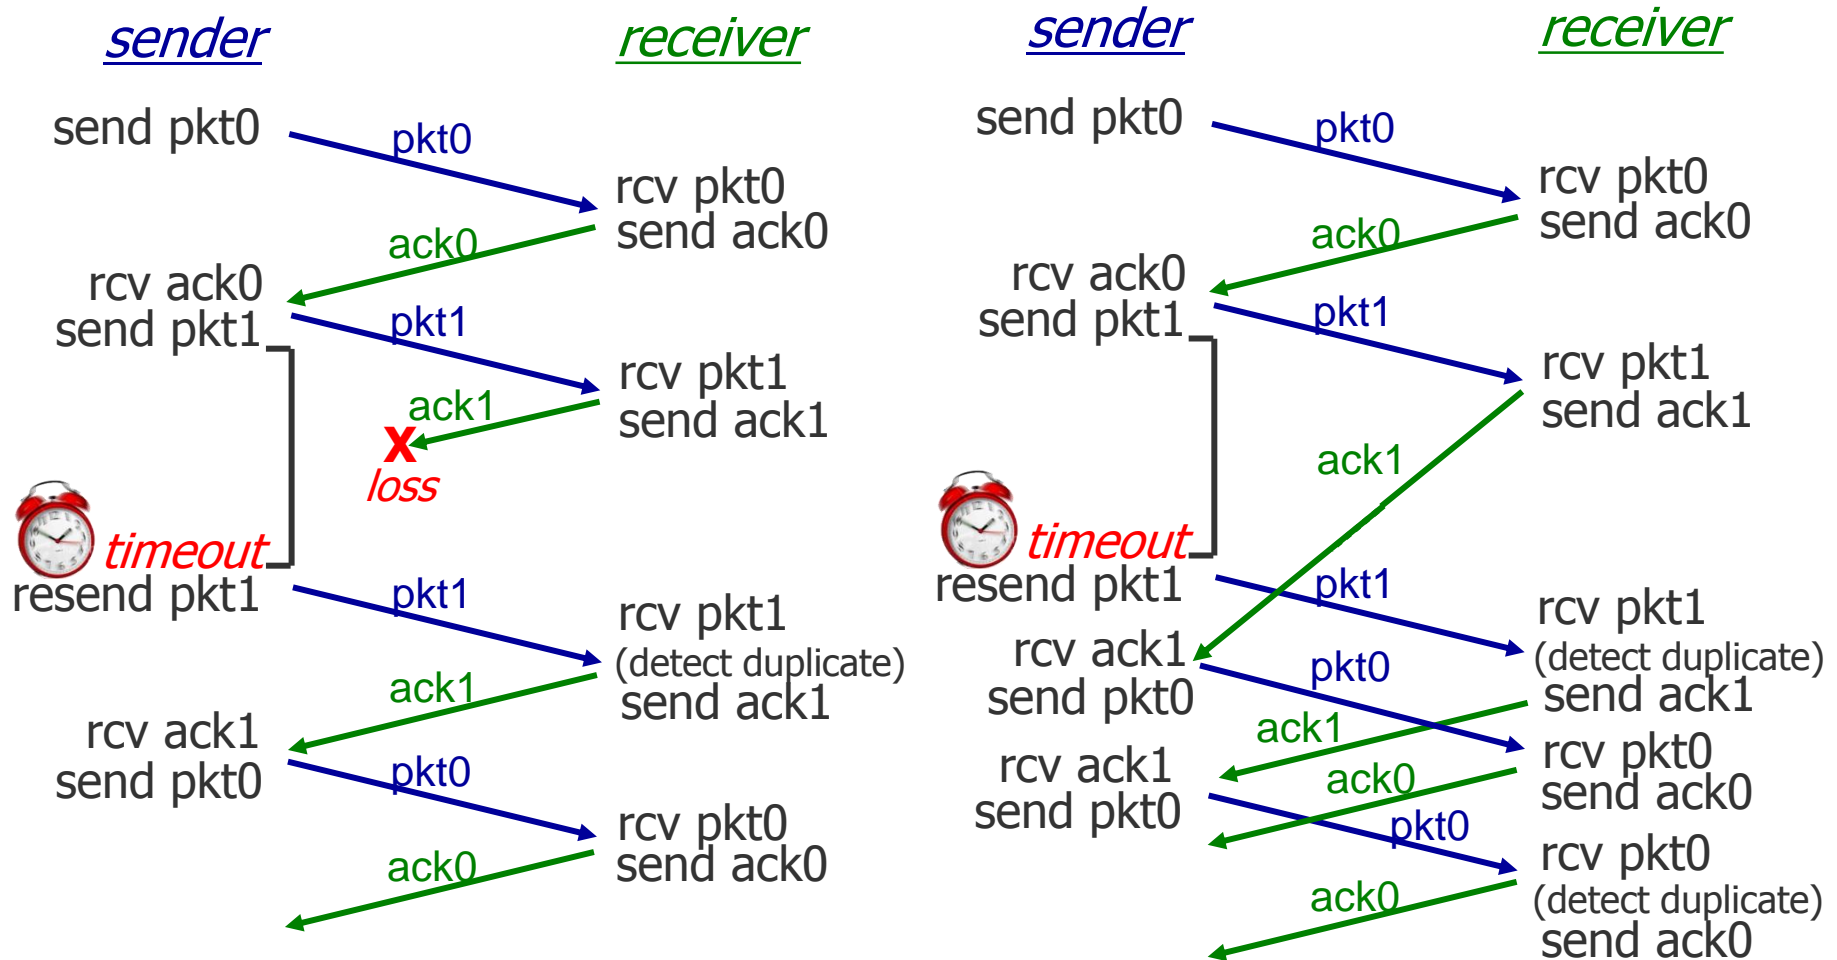 sender
receiver
send pkt0
pkt0
rcv pkt0
send ack0
ack0
rcv ack0
send pkt1
pkt1
rcv pkt1
send ack1
ack1
X
loss
timeout
resend pkt1
pkt1
rcv pkt1
(detect duplicate)
send ack1
ack1
rcv ack1
send pkt0
pkt0
rcv pkt0
send ack0
ack0
sender
receiver
send pkt0
pkt0
rcv pkt0
send ack0
ack0
rcv ack0
send pkt1
pkt1
rcv pkt1
send ack1
ack1
timeout
resend pkt1
pkt1
rcv pkt1
(detect duplicate)
send ack1
rcv ack1
send pkt0
pkt0
ack1
rcv pkt0
send ack0
rcv ack1
send pkt0
ack0
pkt0
rcv pkt0
(detect duplicate)
send ack0
ack0